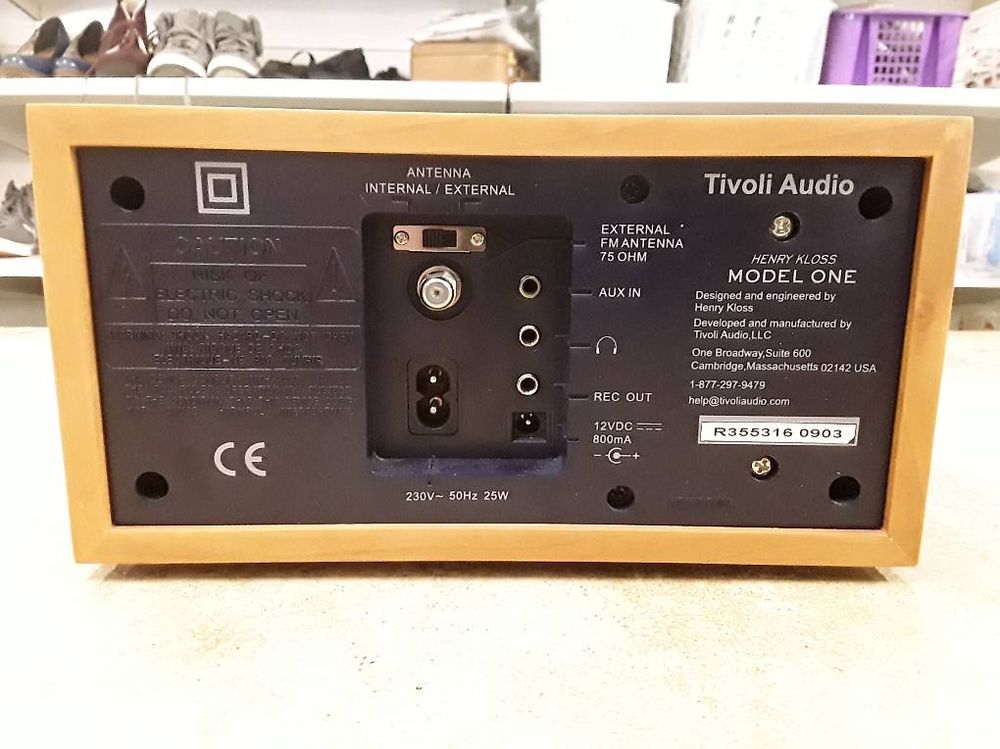 ANTENNA
INTERNAL / EXTERNAL
CAUTION
RISK OF
ELECTRIC SHOCK
DO NOT OPEN
CE
EXTERNAL
FM ANTENNA
75 OHM
AUX IN
REC OUT
12VDC
800mA
- +
230V~ 50Hz 25W
Tivoli Audio
HENRY KLOSS
MODEL ONE
Designed and engineered by
Henry Kloss
Developed and manufactured by
Tivoli Audio,LLC
One Broadway,Suite 600
Cambridge,Massachusetts 02142 USA
1-877-297-9479
help@tivoliaudio.com
R355316 0903